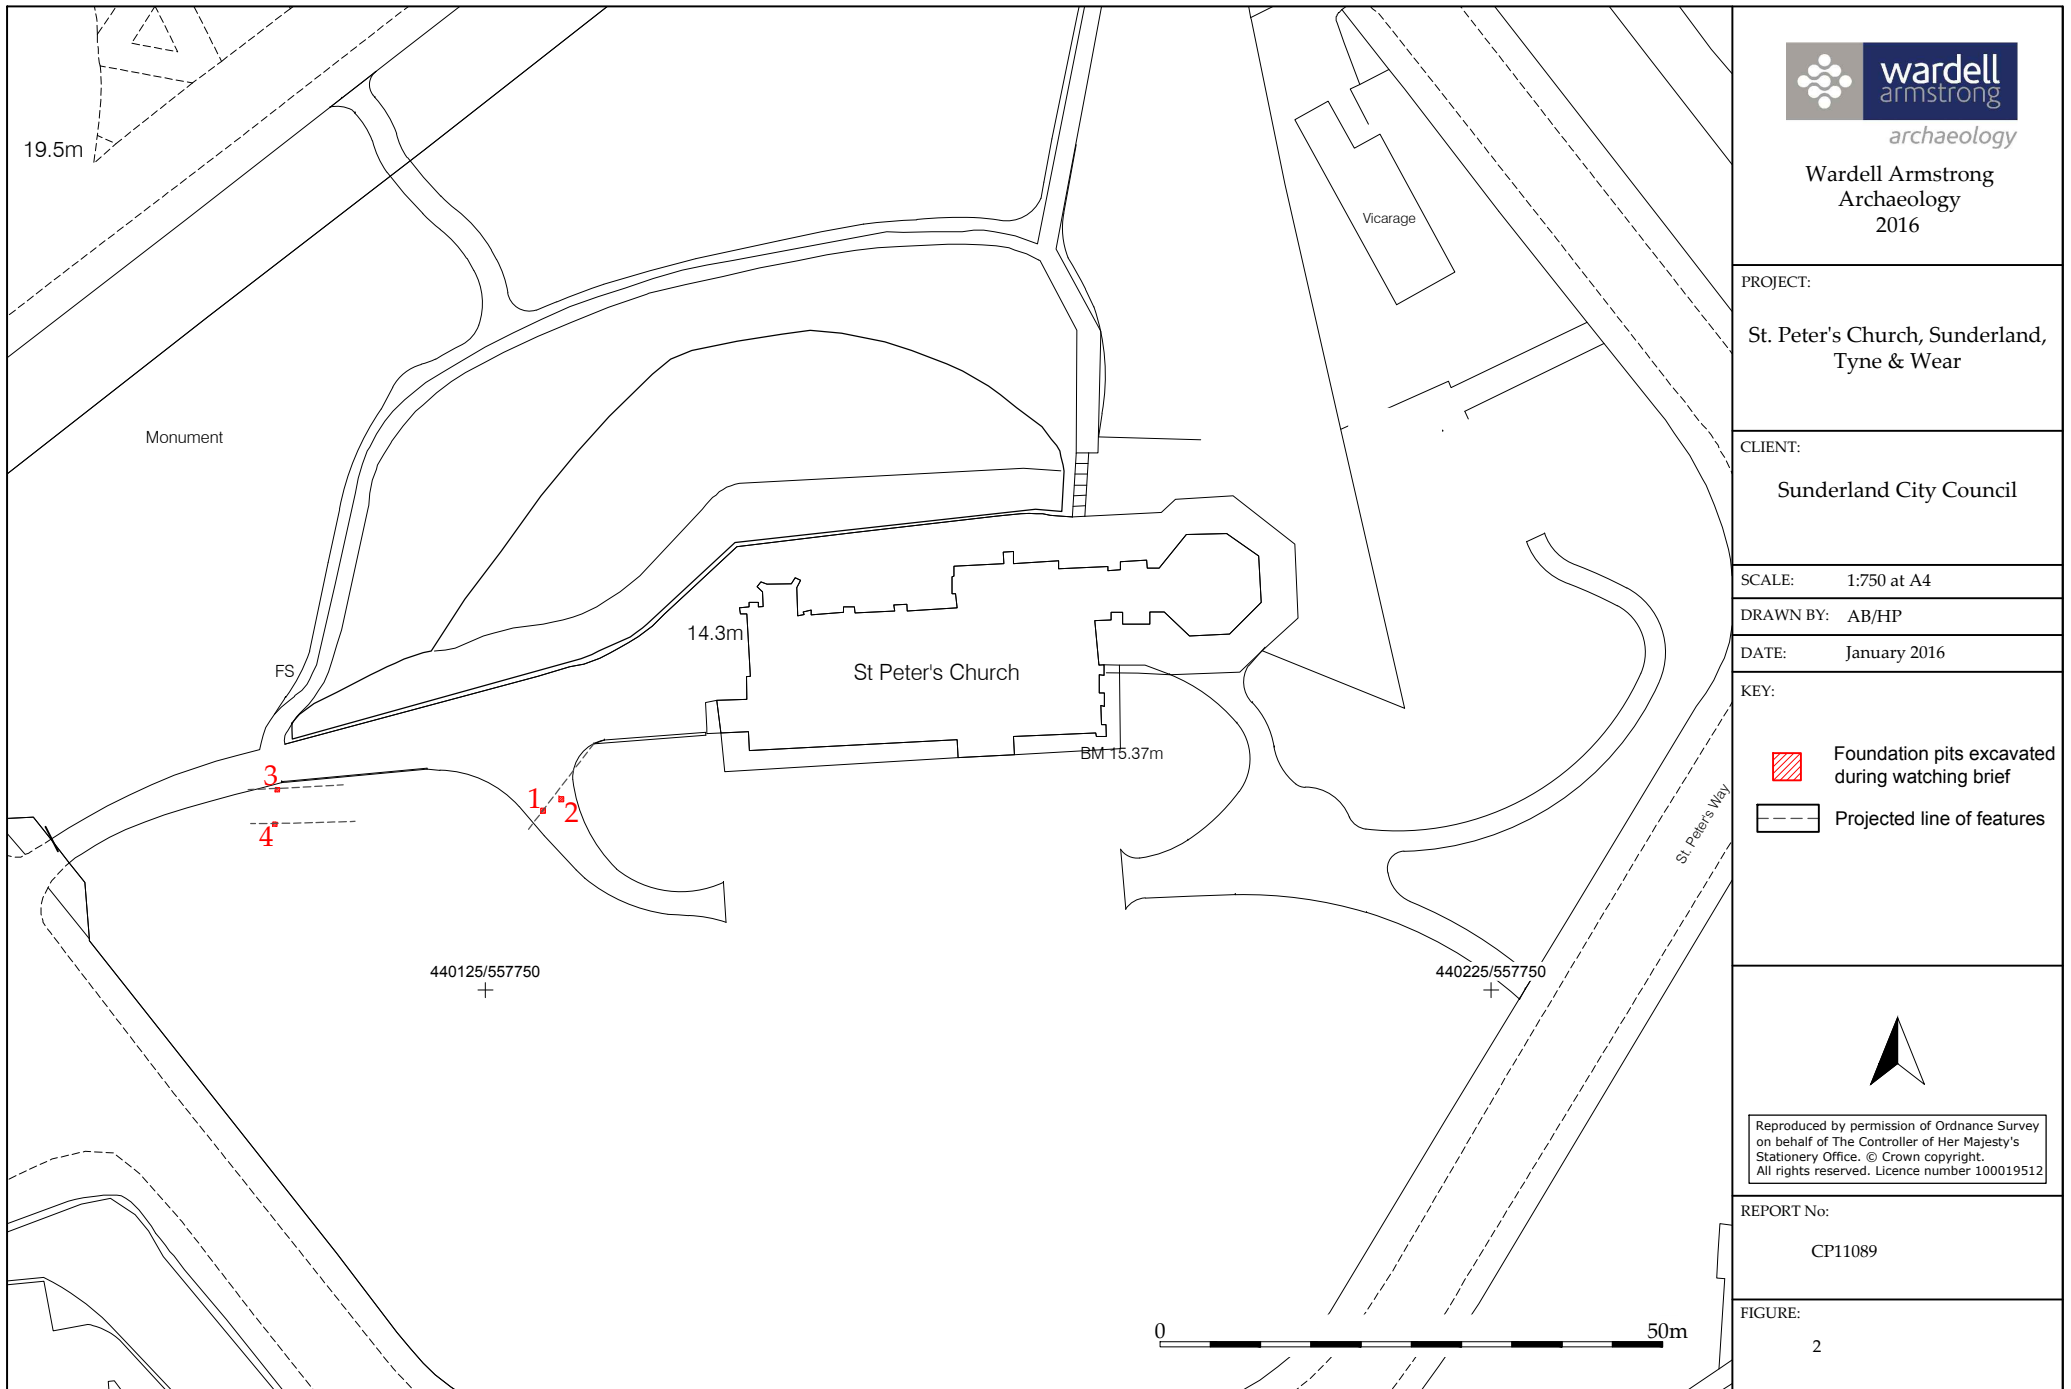 19.5m
Monument
Vicarage
FS
14.3m
St Peter's Church
BM 15.37m
3
4
1
2
St. Peter's Way
440125/557750
440225/557750
0
50m
wardell
armstrong
archaeology
Wardell Armstrong
Archaeology
2016
PROJECT:
St. Peter's Church, Sunderland,
Tyne & Wear
CLIENT:
Sunderland City Council
SCALE: 1:750 at A4
DRAWN BY: AB/HP
DATE: January 2016
KEY:
Foundation pits excavated
during watching brief
Projected line of features
Reproduced by permission of Ordnance Survey
on behalf of The Controller of Her Majesty's
Stationery Office. © Crown copyright.
All rights reserved. Licence number 100019512
REPORT No:
CP11089
FIGURE:
2